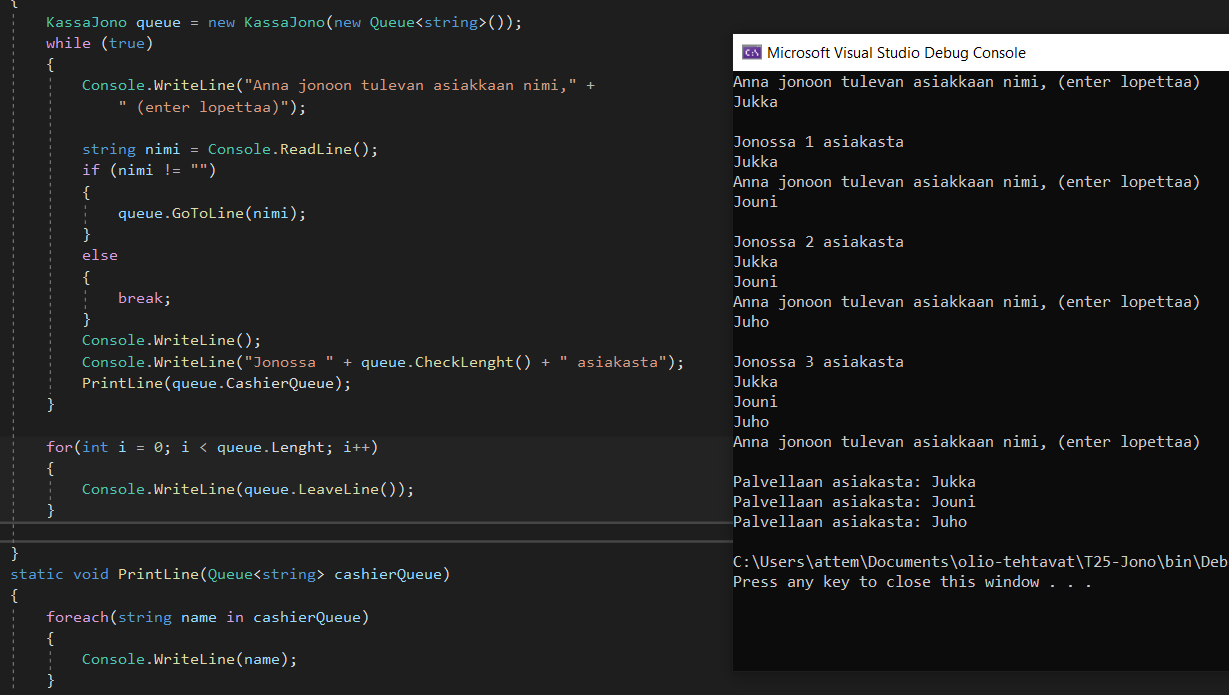 {
KassaJono queue = new KassaJono(new Queue<string>());
while (true)
{
Console.WriteLine("Anna jonoon tulevan asiakkaan nimi," +
" (enter lopettaa)");
string nimi = Console.ReadLine();
if (nimi != "")
{
queue.GoToLine(nimi);
}
else
{
break;
}
Console.WriteLine();
Console.WriteLine("Jonossa " + queue.CheckLenght() + " asiakasta");
PrintLine(queue.CashierQueue);
}
for(int i = 0; i < queue.Lenght; i++)
{
Console.WriteLine(queue.LeaveLine());
}
}
static void PrintLine(Queue<string> cashierQueue)
{
foreach(string name in cashierQueue)
{
Console.WriteLine(name);
}
C:\ Microsoft Visual Studio Debug Console
Anna jonoon tulevan asiakkaan nimi, (enter lopettaa)
Jukka
Jonossa 1 asiakasta
Jukka
Anna jonoon tulevan asiakkaan nimi, (enter lopettaa)
Jouni
Jonossa 2 asiakasta
Jukka
Jouni
Anna jonoon tulevan asiakkaan nimi, (enter lopettaa)
Juho
Jonossa 3 asiakasta
Jukka
Jouni
Juho
Anna jonoon tulevan asiakkaan nimi, (enter lopettaa)
Palvellaan asiakasta: Jukka
Palvellaan asiakasta: Jouni
Palvellaan asiakasta: Juho
C:\Users\attem\Documents\olio-tehtavat\T25-Jono\bin\Deb
Press any key to close this window . . .